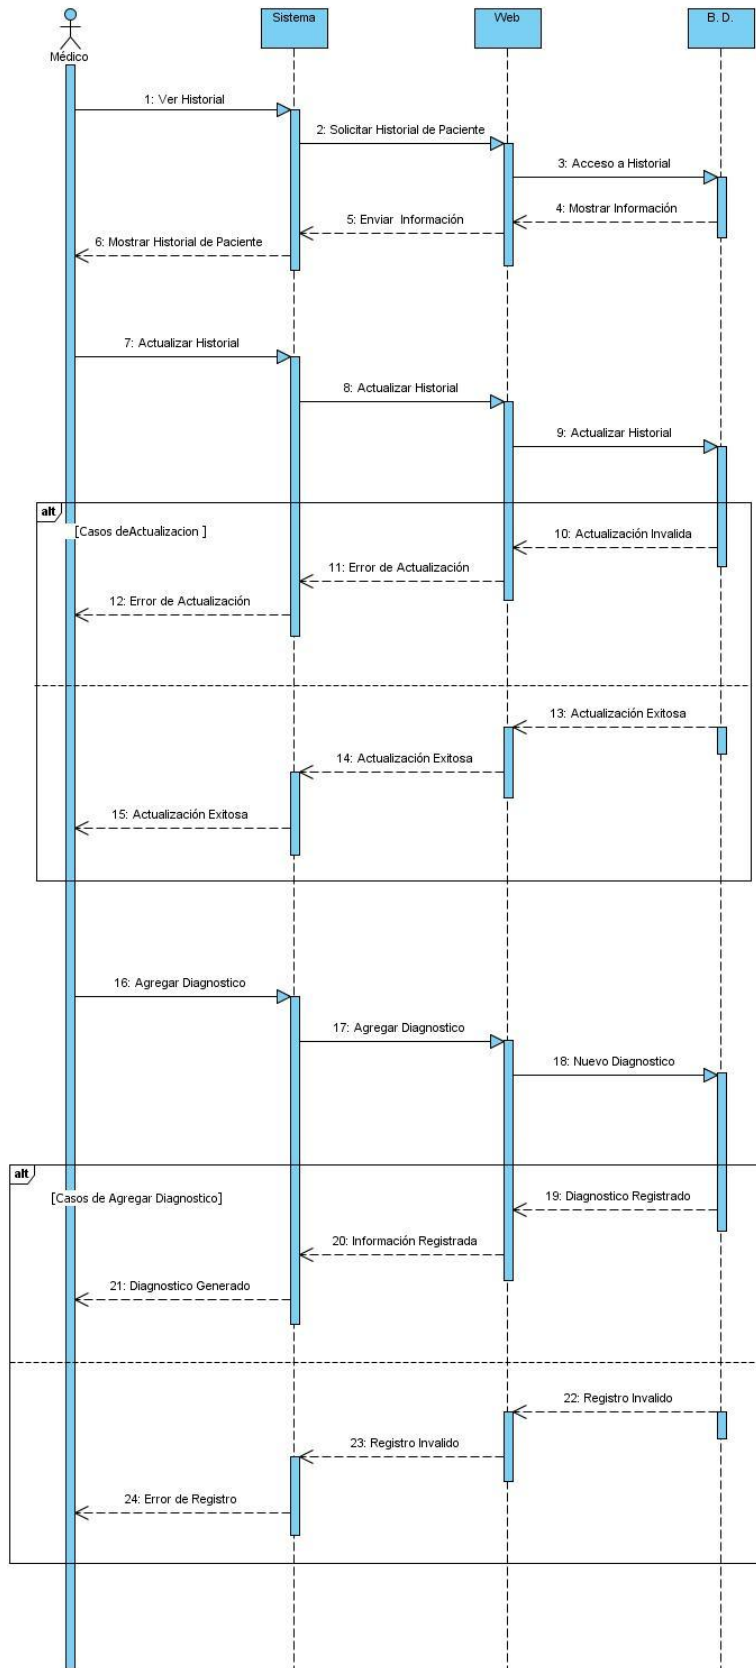 Sistema
Web
B. D.
Médico
1: Ver Historial
2: Solicitar Historial de Paciente
3: Acceso a Historial
4: Mostrar Información
5: Enviar Información
6: Mostrar Historial de Paciente
7: Actualizar Historial
8: Actualizar Historial
9: Actualizar Historial
alt
[Casos deActualizacion ]
10: Actualización Invalida
11: Error de Actualización
12: Error de Actualización
13: Actualización Exitosa
14: Actualización Exitosa
15: Actualización Exitosa
16: Agregar Diagnostico
17: Agregar Diagnostico
18: Nuevo Diagnostico
alt
[Casos de Agregar Diagnostico]
19: Diagnostico Registrado
20: Información Registrada
21: Diagnostico Generado
22: Registro Invalido
23: Registro Invalido
24: Error de Registro